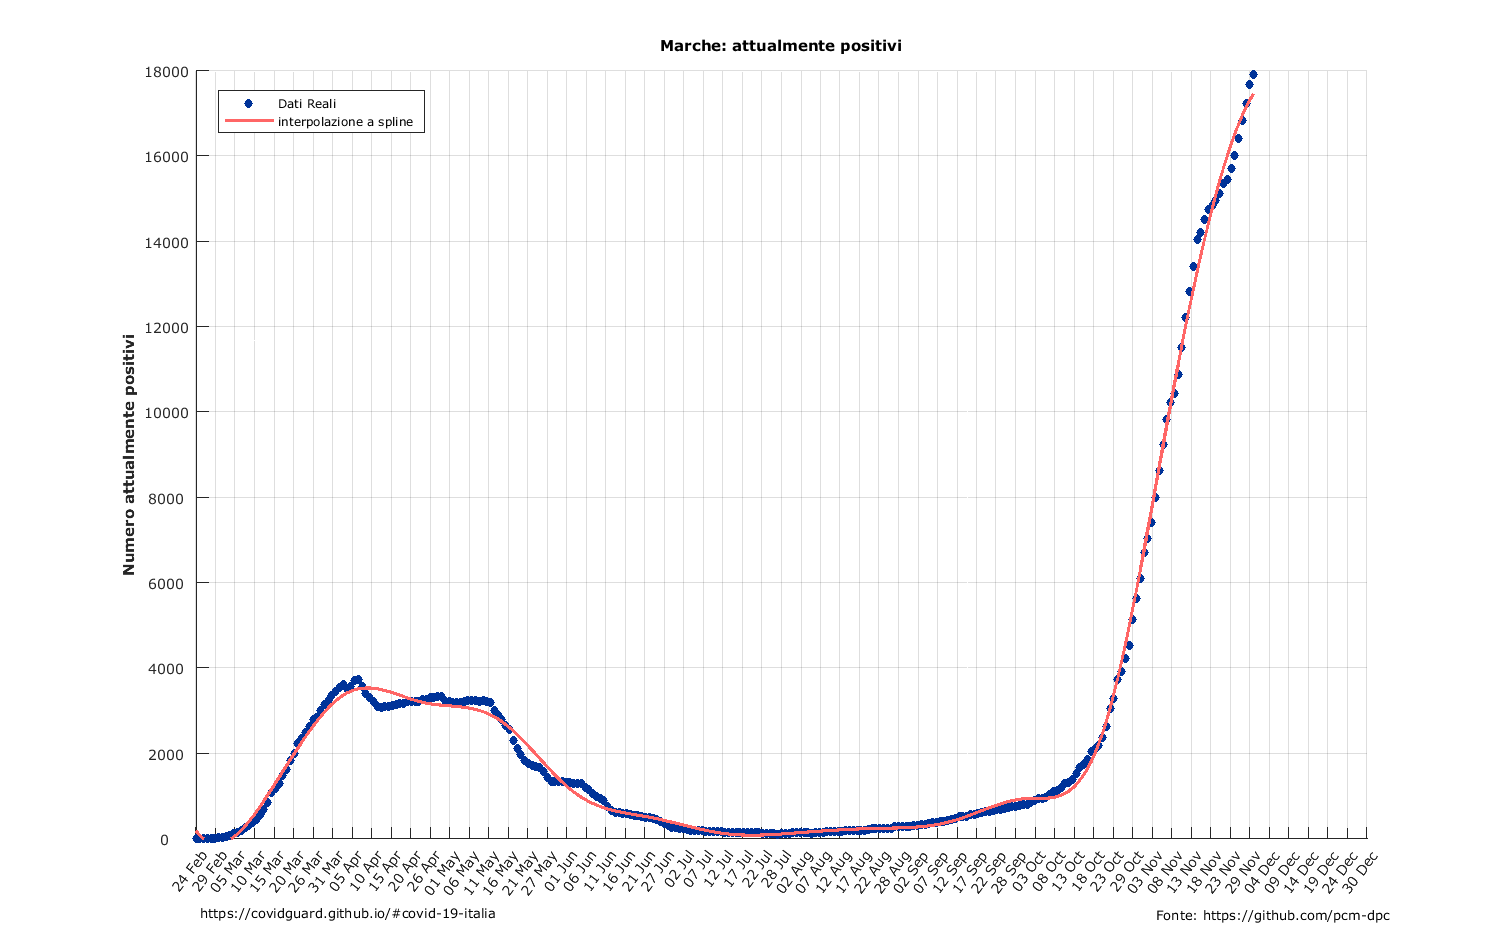 Marche: attualmente positivi
Dati Reali
interpolazione a spline
Numero attualmente positivi
18000
16000
14000
12000
10000
8000
6000
4000
2000
0
24 Feb
29 Feb
05 Mar
10 Mar
15 Mar
20 Mar
26 Mar
31 Mar
05 Apr
10 Apr
15 Apr
20 Apr
26 Apr
01 May
06 May
11 May
16 May
21 May
27 May
01 Jun
06 Jun
11 Jun
16 Jun
21 Jun
27 Jun
02 Jul
07 Jul
12 Jul
17 Jul
22 Jul
28 Jul
02 Aug
07 Aug
12 Aug
17 Aug
22 Aug
28 Aug
02 Sep
07 Sep
12 Sep
17 Sep
22 Sep
28 Sep
03 Oct
08 Oct
13 Oct
18 Oct
23 Oct
29 Oct
03 Nov
08 Nov
13 Nov
18 Nov
23 Nov
29 Nov
04 Dec
09 Dec
14 Dec
19 Dec
24 Dec
30 Dec
https://covidguard.github.io/#covid-19-italia
Fonte: https://github.com/pcm-dpc